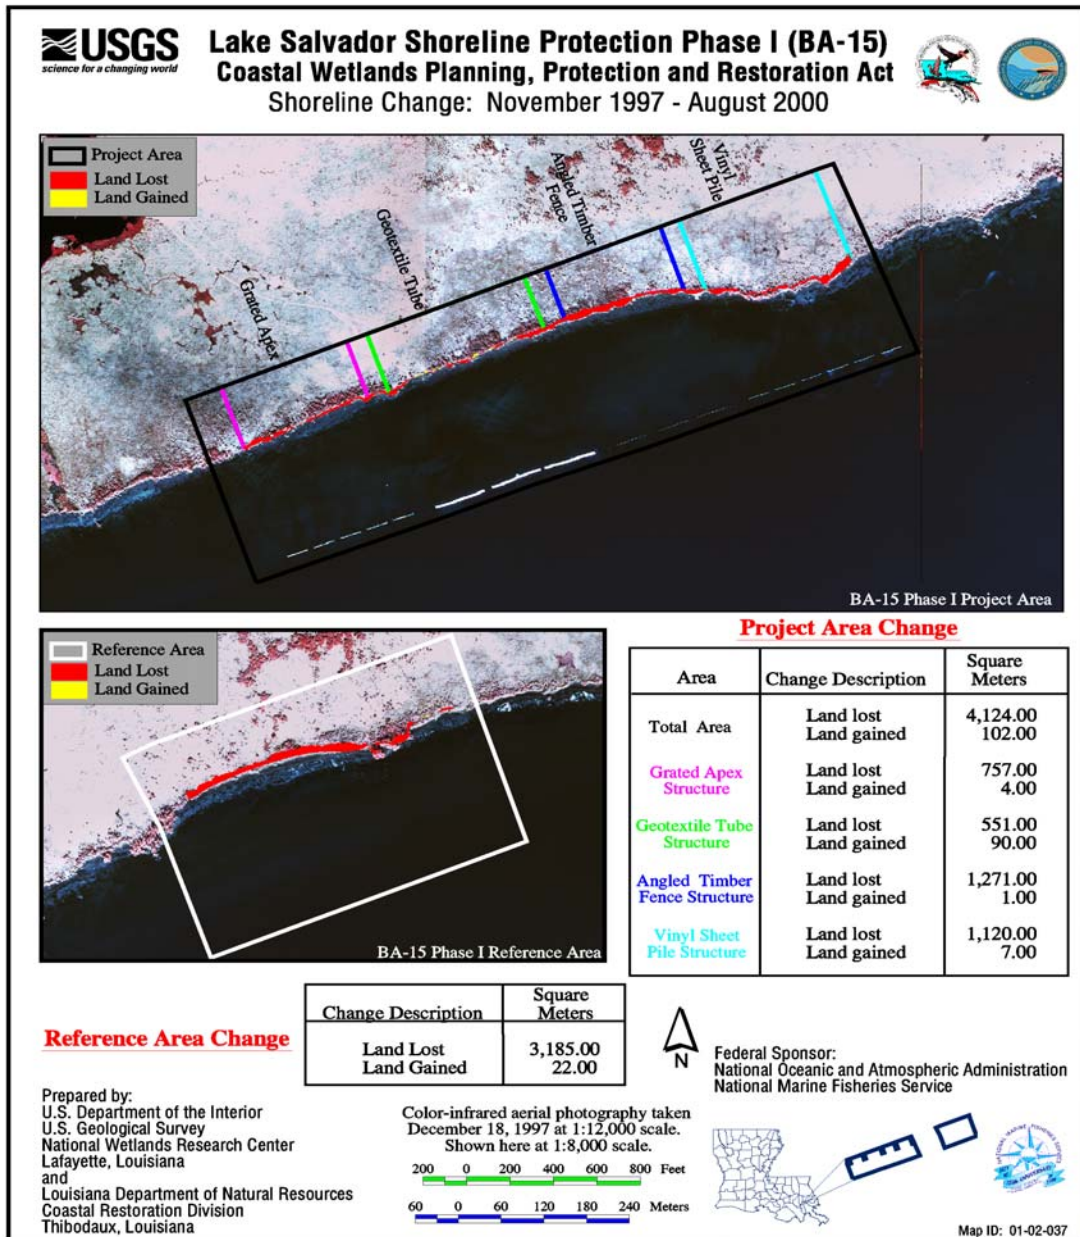 USGS
science for a changing world
Lake Salvador Shoreline Protection Phase I (BA-15)
Coastal Wetlands Planning, Protection and Restoration Act
Shoreline Change: November 1997 - August 2000
Project Area
Land Lost
Land Gained
Grated Apex
Geotextile Tube
Angled Timber
Fence
Vinyl
Sheet Pile
BA-15 Phase I Project Area
Reference Area
Land Lost
Land Gained
BA-15 Phase I Reference Area
Project Area Change
Area Change Description Square Meters
Total Area Land lost 4,124.00
Land gained 102.00
Grated Apex Land lost 757.00
Structure Land gained 4.00
Geotextile Tube Land lost 551.00
Structure Land gained 90.00
Angled Timber Land lost 1,271.00
Fence Structure Land gained 1.00
Vinyl Sheet Land lost 1,120.00
Pile Structure Land gained 7.00
Reference Area Change
Change Description Square Meters
Land Lost 3,185.00
Land Gained 22.00
N
Federal Sponsor:
National Oceanic and Atmospheric Administration
National Marine Fisheries Service
Prepared by:
U.S. Department of the Interior
U.S. Geological Survey
National Wetlands Research Center
Lafayette, Louisiana
and
Louisiana Department of Natural Resources
Coastal Restoration Division
Thibodaux, Louisiana
Color-infrared aerial photography taken
December 18, 1997 at 1:12,000 scale.
Shown here at 1:8,000 scale.
200 0 200 400 600 800 Feet
60 0 60 120 180 240 Meters
Map ID: 01-02-037